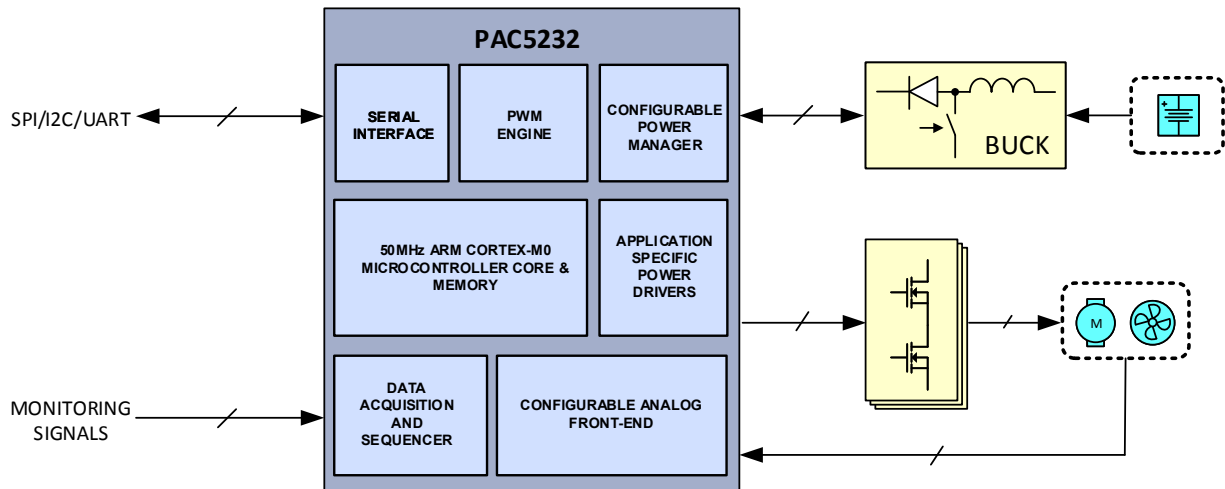 PAC5232
SPI/I2C/UART
SERIAL
INTERFACE
PWM
ENGINE
CONFIGURABLE
POWER
MANAGER
BUCK
+
50MHz ARM CORTEX-M0
MICROCONTROLLER CORE &
MEMORY
APPLICATION
SPECIFIC
POWER
DRIVERS
M
MONITORING
SIGNALS
DATA
ACQUISITION
AND
SEQUENCER
CONFIGURABLE ANALOG
FRONT-END